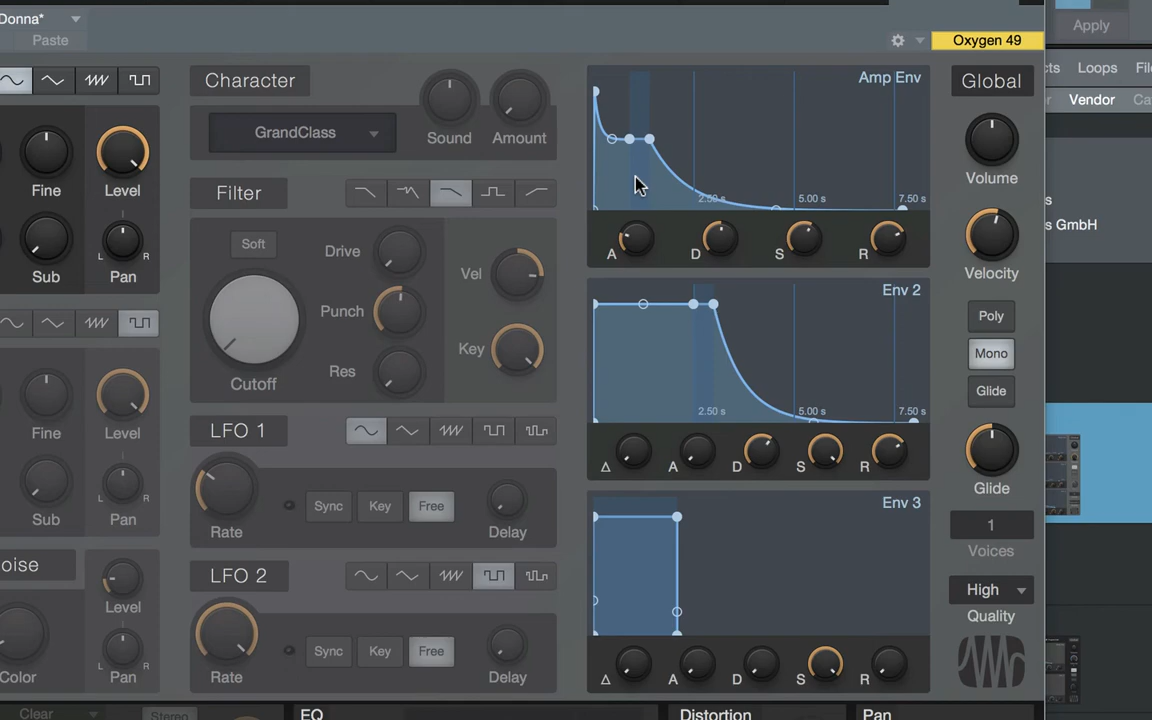 Donna*
Paste
Oxygen 49
Apply
Loops
Vendor
GmbH
Fine
Level
Sub
Pan
L
R
Character
GrandClass
Sound
Amount
Filter
Soft
Drive
Punch
Res
Cutoff
Vel
Key
Amp Env
2.50 s
5.00 s
7.50 s
A
D
S
R
Env 2
2.50 s
5.00 s
7.50 s
Δ
A
D
S
R
Env 3
Δ
A
D
S
R
Global
Volume
Velocity
Poly
Mono
Glide
Glide
1
Voices
High
Quality
Fine
Level
Sub
Pan
L
R
LFO 1
Rate
Sync
Key
Free
Delay
LFO 2
Rate
Sync
Key
Free
Delay
Level
Color
Pan
L
R
Clear
Stereo
EQ
Distortion
Pan